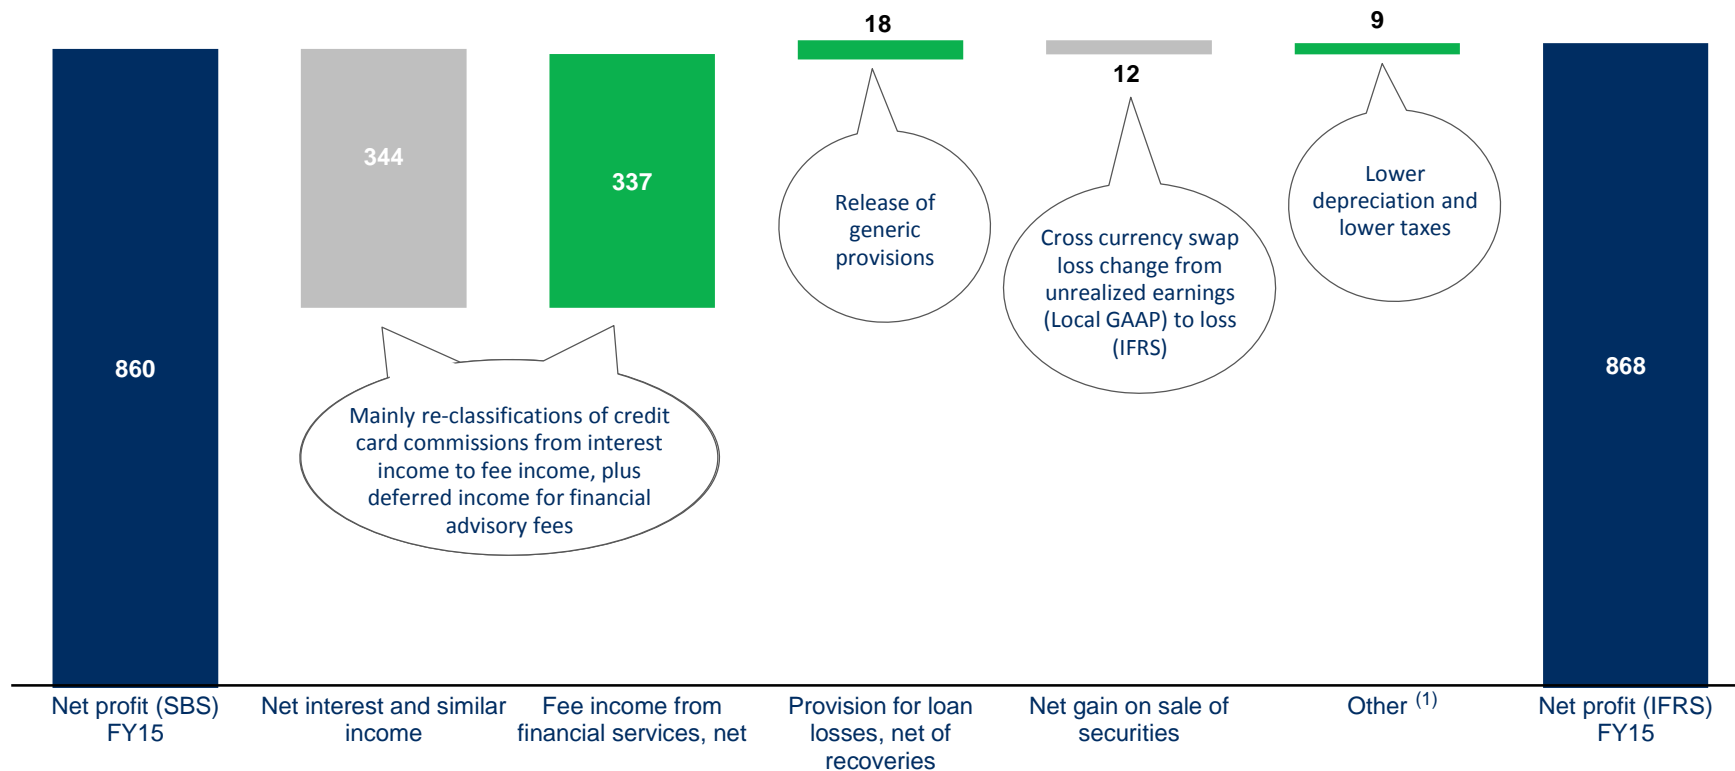 18
9
12
344
337
860
868
Release of
generic
provisions
Cross currency swap
loss change from
unrealized earnings
(Local GAAP) to loss
(IFRS)
Lower
depreciation and
lower taxes
Mainly re-classifications of credit
card commissions from interest
income to fee income, plus
deferred income for financial
advisory fees
Net profit (SBS)
FY15
Net interest and similar
income
Fee income from
financial services, net
Provision for loan
losses, net of
recoveries
Net gain on sale of
securities
Other (1)
Net profit (IFRS)
FY15